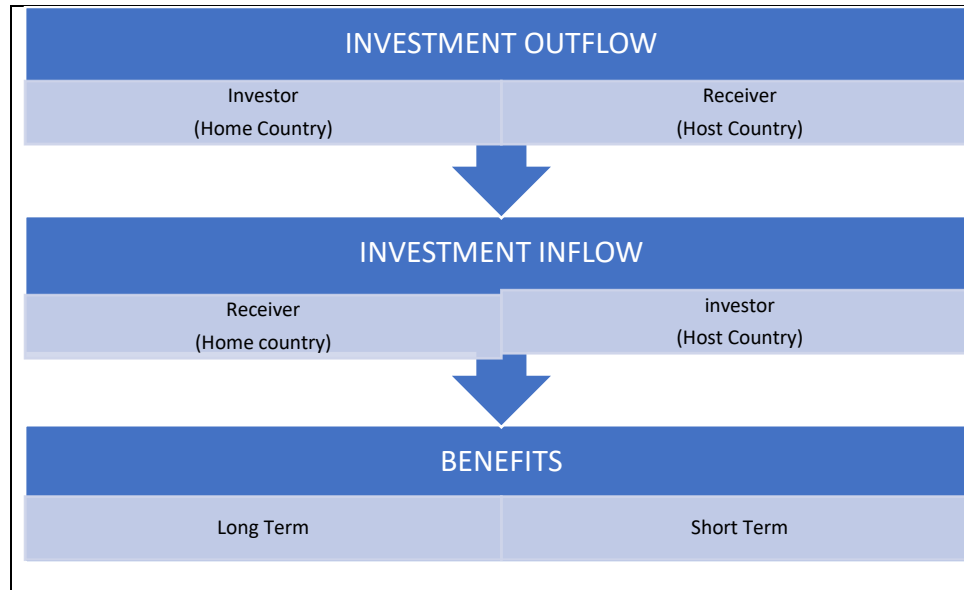 INVESTMENT OUTFLOW
Investor
(Home Country)
Receiver
(Host Country)
INVESTMENT INFLOW
Receiver
(Home country)
investor
(Host Country)
BENEFITS
Long Term
Short Term